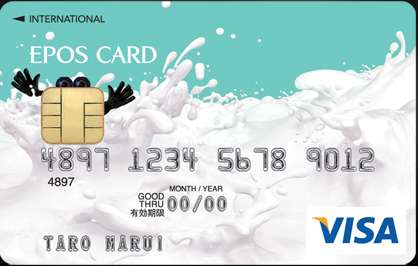 INTERNATIONAL
EPOS CARD
4897 1234 5678 9012
4897
MONTH / YEAR
GOOD THRU 00/00
有効期限
VISA
TARO MARUI